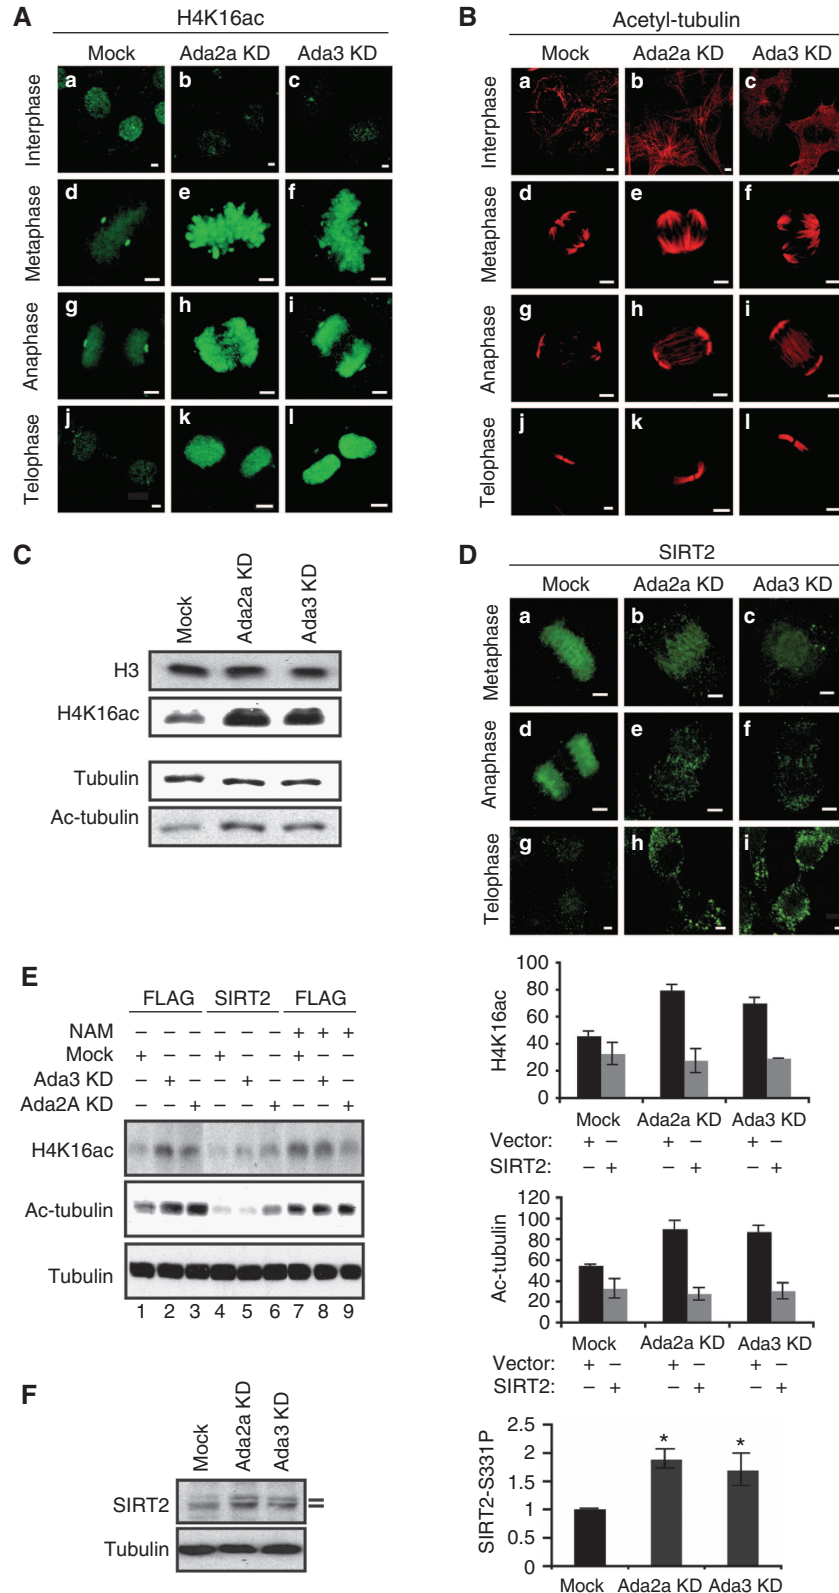 A
H4K16ac
Mock Ada2a KD Ada3 KD
Interphase a b c
Metaphase d e f
Anaphase g h i
Telophase j k l
B
Acetyl-tubulin
Mock Ada2a KD Ada3 KD
Interphase a b c
Metaphase d e f
Anaphase g h i
Telophase j k l
C
Mock Ada2a KD Ada3 KD
H3
H4K16ac
Tubulin
Ac-tubulin
D
SIRT2
Mock Ada2a KD Ada3 KD
Metaphase a b c
Anaphase d e f
Telophase g h i
E
FLAG SIRT2 FLAG
NAM − − − − − − + + +
Mock + − − + − − + − −
Ada3 KD − + − − + − − + −
Ada2A KD − − + − − + − − +
H4K16ac
Ac-tubulin
Tubulin
1 2 3 4 5 6 7 8 9
H4K16ac
100
80
60
40
20
0
Mock Ada2a KD Ada3 KD
Vector: + − + − + −
SIRT2: − + − + − +
Ac-tubulin
120
100
80
60
40
20
0
Mock Ada2a KD Ada3 KD
Vector: + − + − + −
SIRT2: − + − + − +
F
Mock Ada2a KD Ada3 KD
SIRT2
Tubulin
SIRT2-S331P
2.5
2
1.5
1
0.5
0
* *
Mock Ada2a KD Ada3 KD